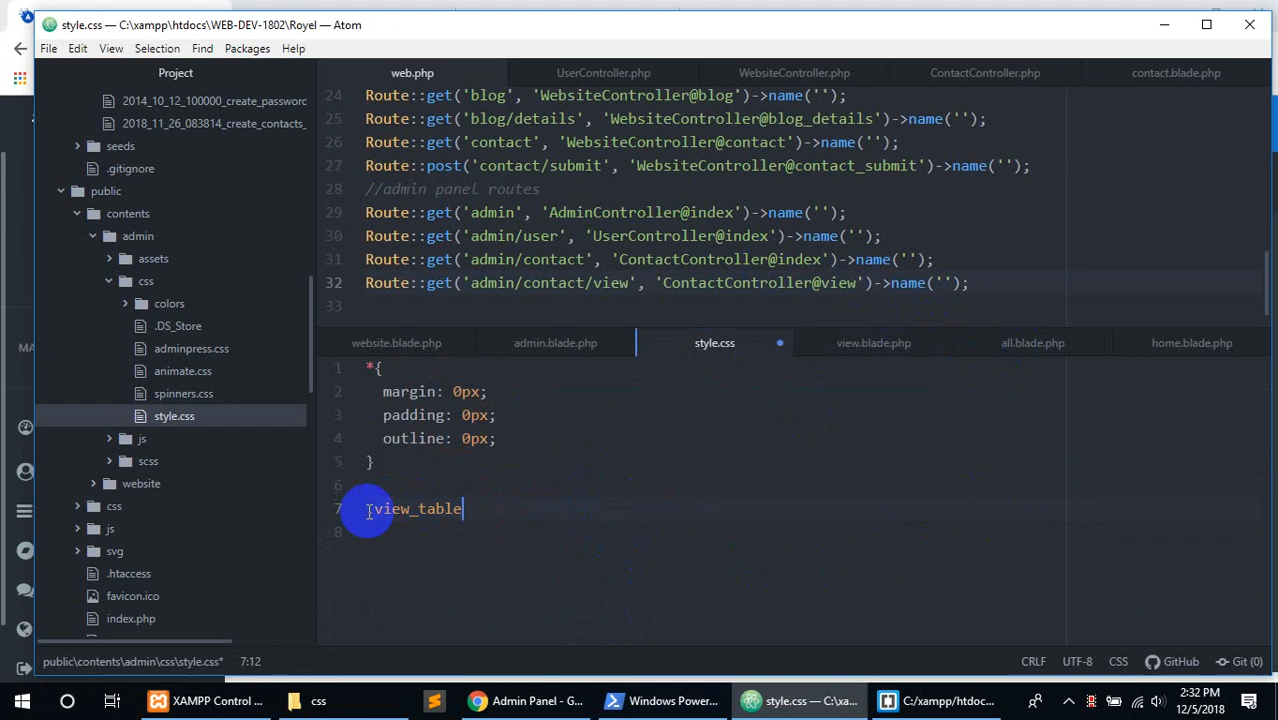 style.css — C:\xampp\htdocs\WEB-DEV-1802\Royel — Atom
File Edit View Selection Find Packages Help
Project
web.php UserController.php WebsiteController.php ContactController.php contact.blade.php
2014_10_12_100000_create_password
2018_11_26_083814_create_contacts_
seeds
.gitignore
public
contents
admin
assets
css
colors
.DS_Store
adminpress.css
animate.css
spinners.css
style.css
js
scss
website
css
js
svg
.htaccess
favicon.ico
index.php
24 Route::get('blog', 'WebsiteController@blog')->name('');
25 Route::get('blog/details', 'WebsiteController@blog_details')->name('');
26 Route::get('contact', 'WebsiteController@contact')->name('');
27 Route::post('contact/submit', 'WebsiteController@contact_submit')->name('');
28 //admin panel routes
29 Route::get('admin', 'AdminController@index')->name('');
30 Route::get('admin/user', 'UserController@index')->name('');
31 Route::get('admin/contact', 'ContactController@index')->name('');
32 Route::get('admin/contact/view', 'ContactController@view')->name('');
33
website.blade.php admin.blade.php style.css view.blade.php all.blade.php home.blade.php
1 *{
2 margin: 0px;
3 padding: 0px;
4 outline: 0px;
5 }
6
7 view_table
8
MA
public\contents\admin\css\style.css* 7:12 CRLF UTF-8 CSS GitHub Git (0)
XAMPP Control ... css Admin Panel - G... Windows Power... style.css — C:\xa... C:/xampp/htdoc... 2:32 PM
12/5/2018